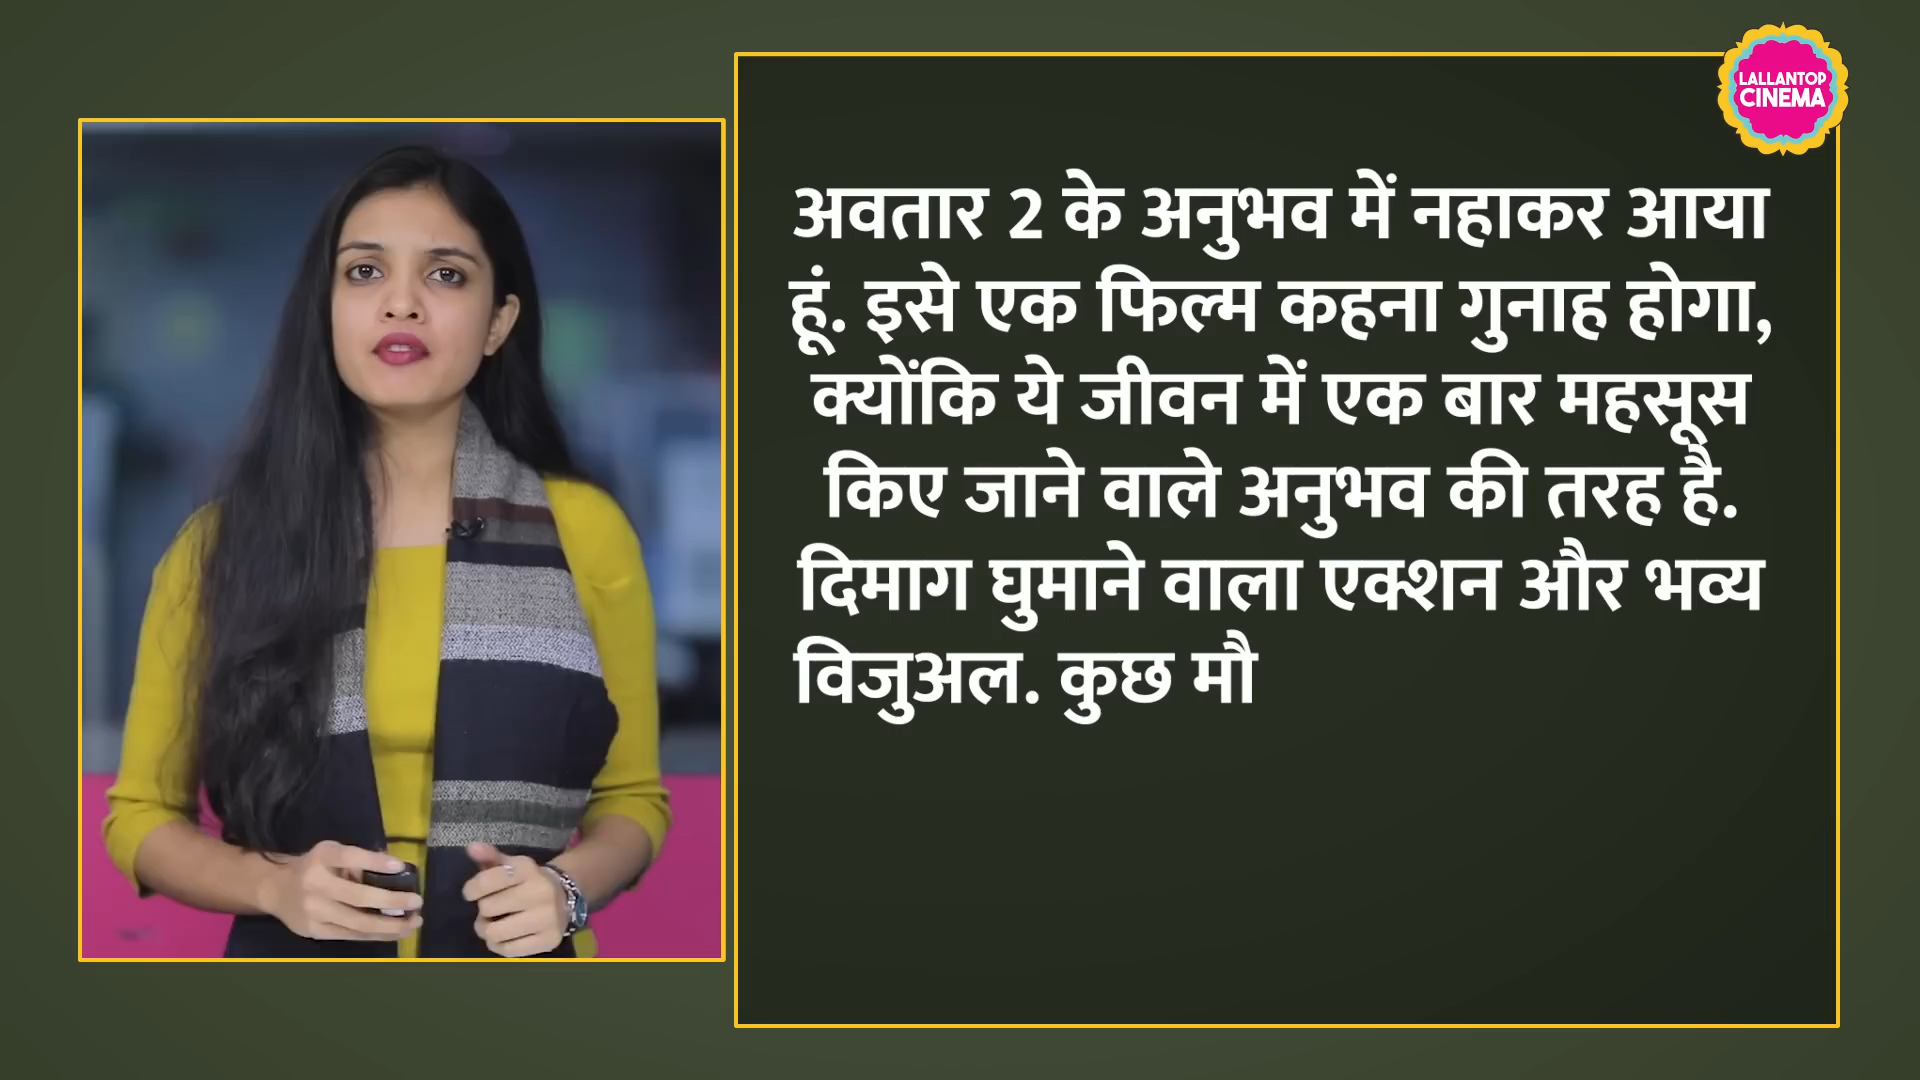 LALLANTOP
CINEMA
अवतार 2 के अनुभव में नहाकर आया
हूं. इसे एक फिल्म कहना गुनाह होगा,
क्योंकि ये जीवन में एक बार महसूस
किए जाने वाले अनुभव की तरह है.
दिमाग घुमाने वाला एक्शन और भव्य
विजुअल. कुछ मौ